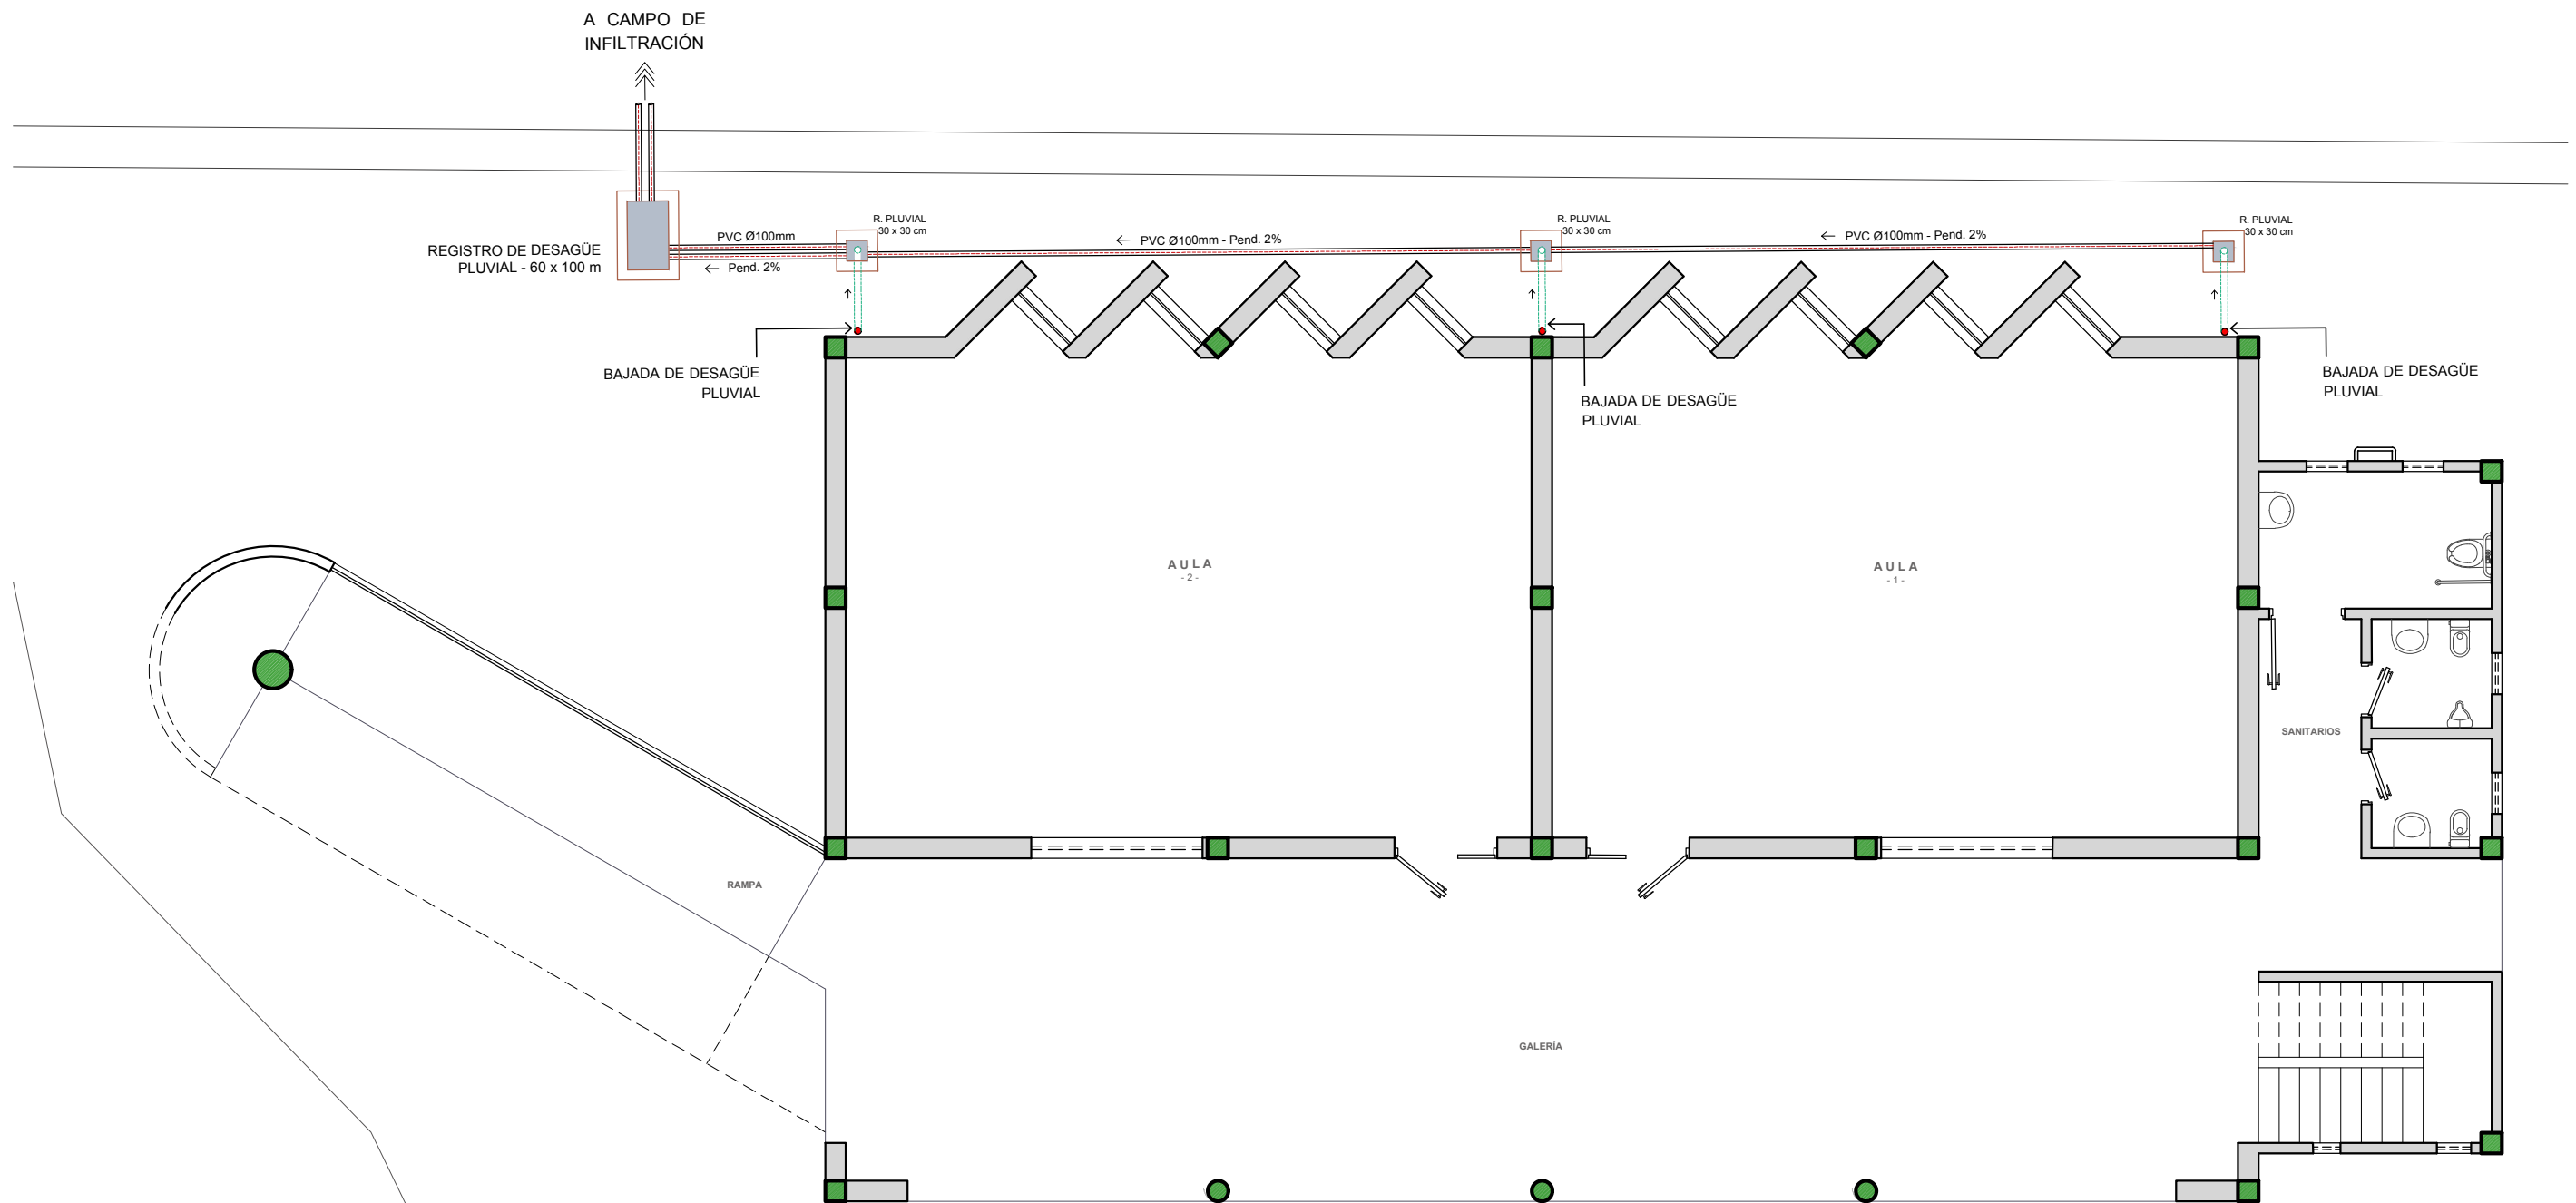 A CAMPO DE
INFILTRACIÓN
REGISTRO DE DESAGÜE
PLUVIAL - 60 x 100 m
PVC Ø100mm
Pend. 2%
R. PLUVIAL
30 x 30 cm
PVC Ø100mm - Pend. 2%
R. PLUVIAL
30 x 30 cm
PVC Ø100mm - Pend. 2%
R. PLUVIAL
30 x 30 cm
BAJADA DE DESAGÜE
PLUVIAL
BAJADA DE DESAGÜE
PLUVIAL
BAJADA DE DESAGÜE
PLUVIAL
AULA
- 2 -
AULA
- 1 -
SANITARIOS
RAMPA
GALERÍA